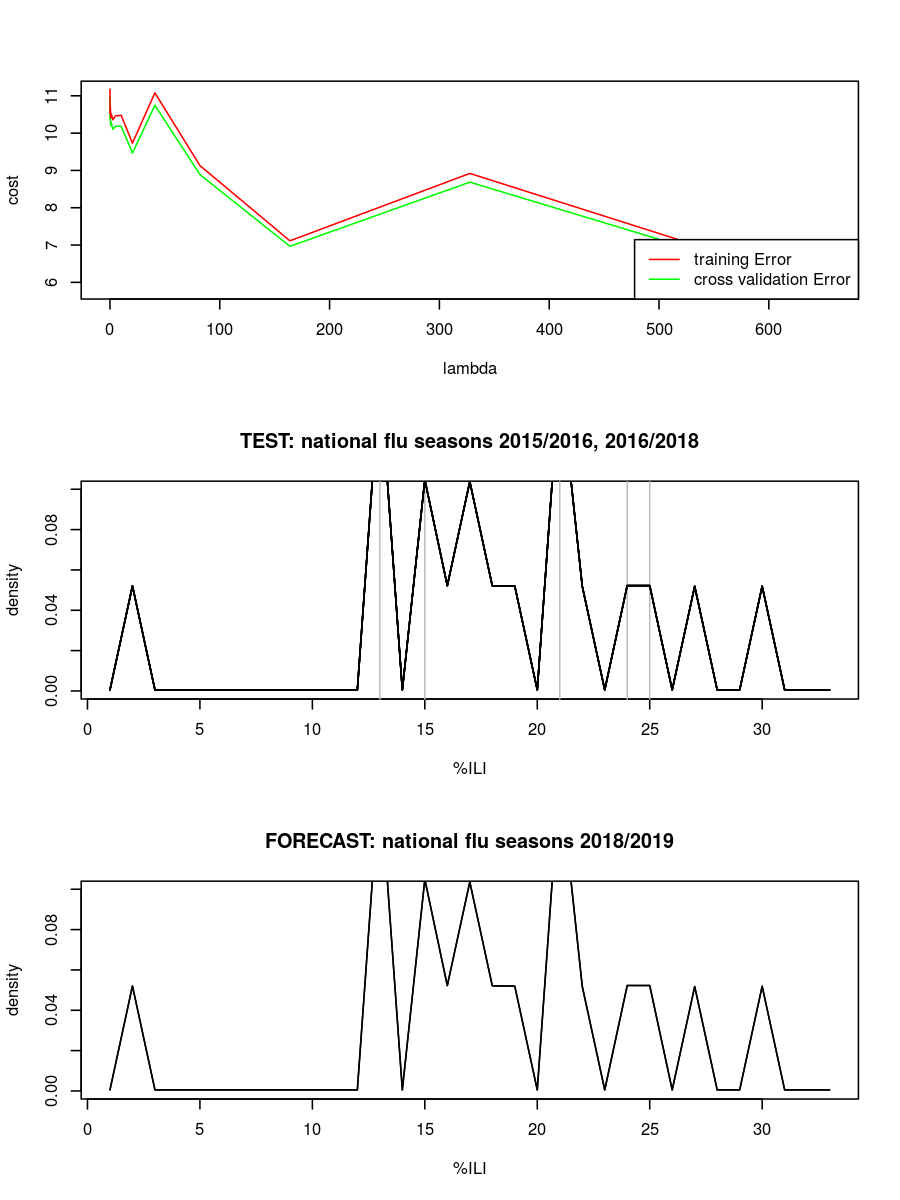 11
10
9
8
7
6
cost
training Error
cross validation Error
0 100 200 300 400 500 600
lambda
TEST: national flu seasons 2015/2016, 2016/2018
0.08
0.04
0.00
density
0 5 10 15 20 25 30
%ILI
FORECAST: national flu seasons 2018/2019
0.08
0.04
0.00
density
0 5 10 15 20 25 30
%ILI